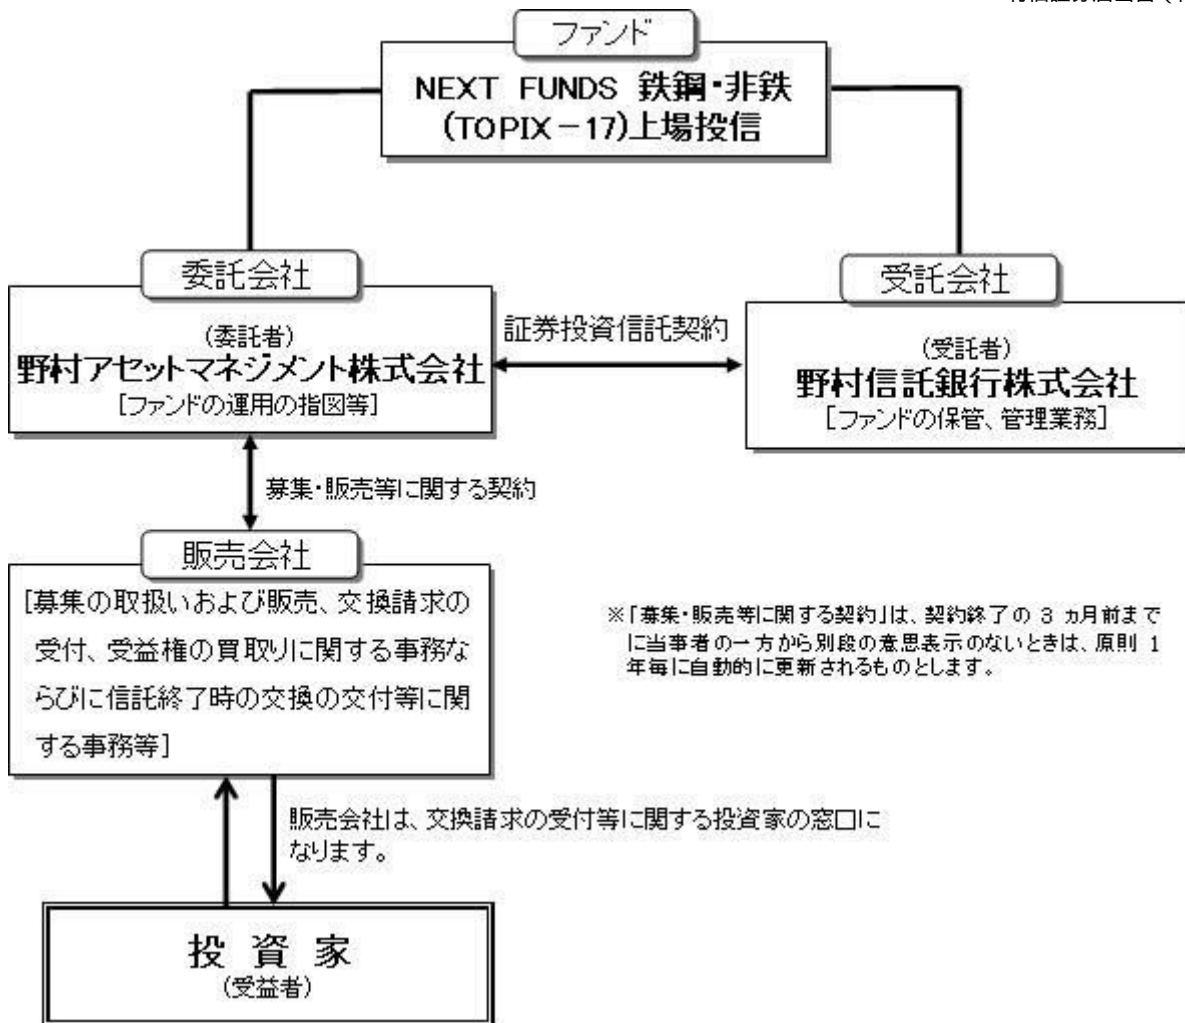 ファンド
NEXT FUNDS 鉄鋼・非鉄
(TOPIX－17)上場投信
委託会社
(委託者)
野村アセットマネジメント株式会社
[ファンドの運用の指図等]
証券投資信託契約
受託会社
(受託者)
野村信託銀行株式会社
[ファンドの保管、管理業務]
募集・販売等に関する契約
販売会社
[募集の取扱いおよび販売、交換請求の
受付、受益権の買取りに関する事務な
らびに信託終了時の交換の交付等に関
する事務等]
※「募集・販売等に関する契約」は、契約終了の 3 ヵ月前まで
に当事者の一方から別段の意思表示のないときは、原則 1
年毎に自動的に更新されるものとします。
販売会社は、交換請求の受付等に関する投資家の窓口に
なります。
投 資 家
(受益者)